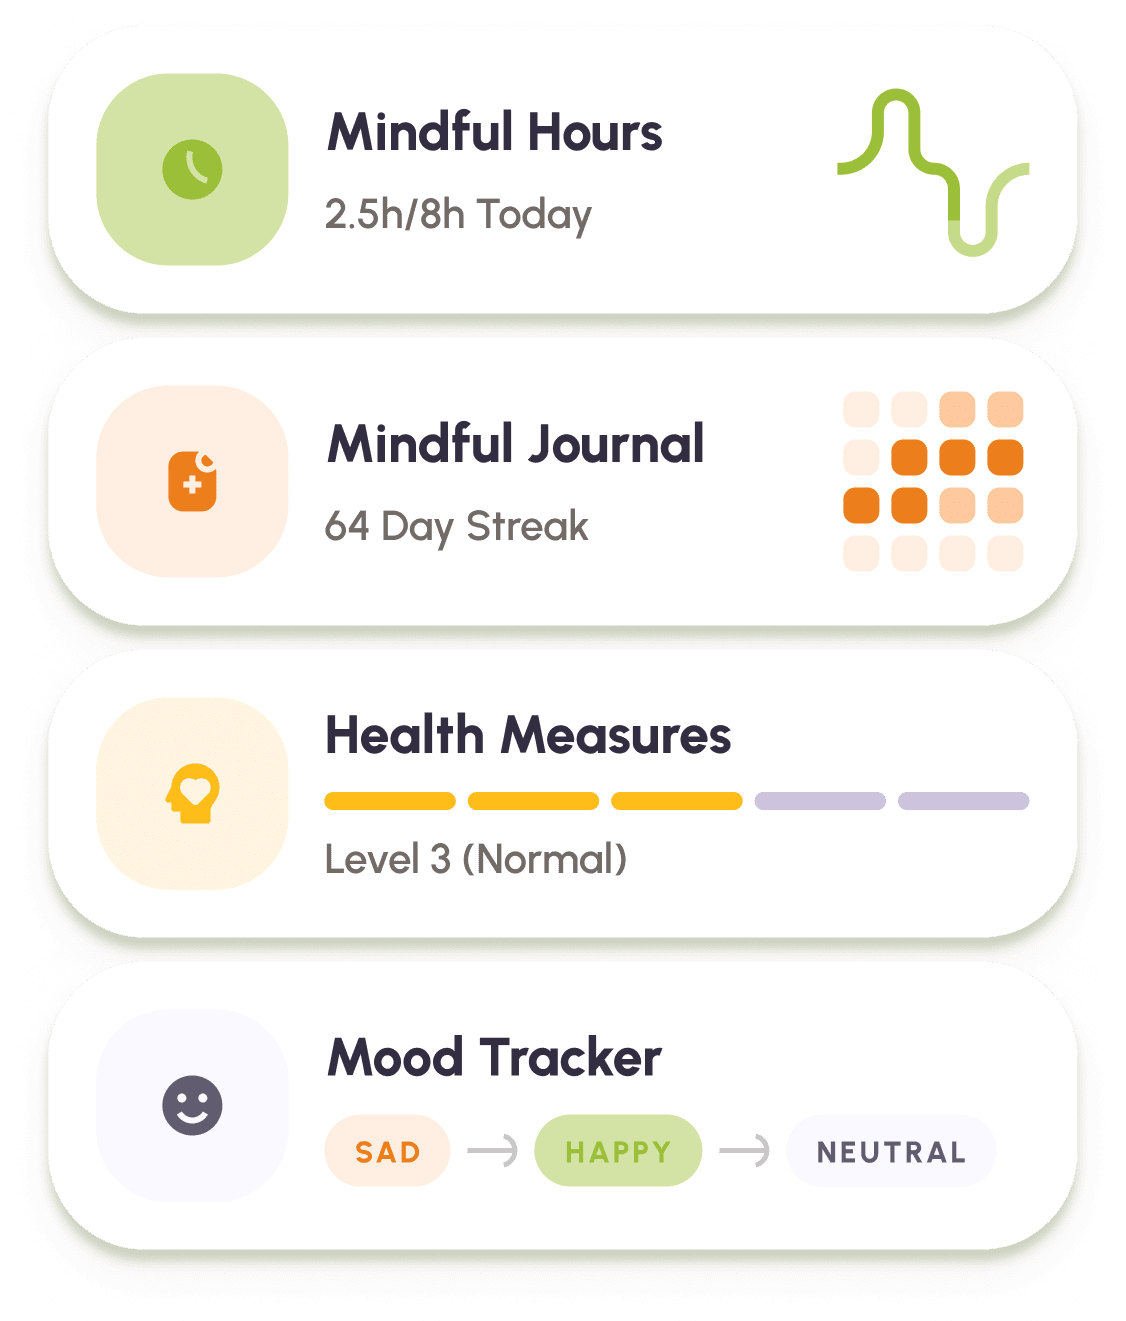 Mindful Hours
2.5h/8h Today
Mindful Journal
64 Day Streak
Health Measures
Level 3 (Normal)
Mood Tracker
SAD HAPPY NEUTRAL